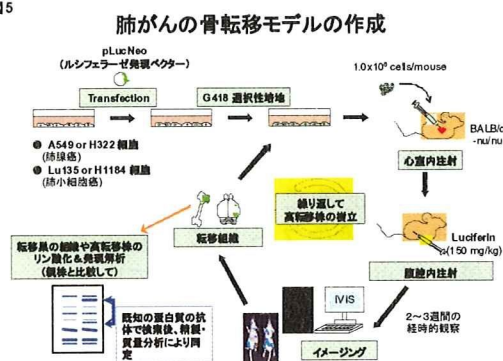 図5
肺がんの骨転移モデルの作成
pLucNeo
(ルシフェラーゼ発現ベクター)
Transfection
G418 選択性培地
1.0x10⁶ cells/mouse
BALB/c
-nu/nu
心室内注射
❶ A549 or H322 細胞
(肺腺癌)
❷ Lu135 or H1184 細胞
(肺小細胞癌)
繰り返して
高転移株の樹立
転移組織
転移巣の組織や高転移株の
リン酸化&発現解析
(親株と比較して)
Luciferin
(150 mg/kg)
腹腔内注射
既知の蛋白質の抗
体で検索後、精製・
質量分析により同
定
IVIS
イメージング
2~3週間の
経時的観察